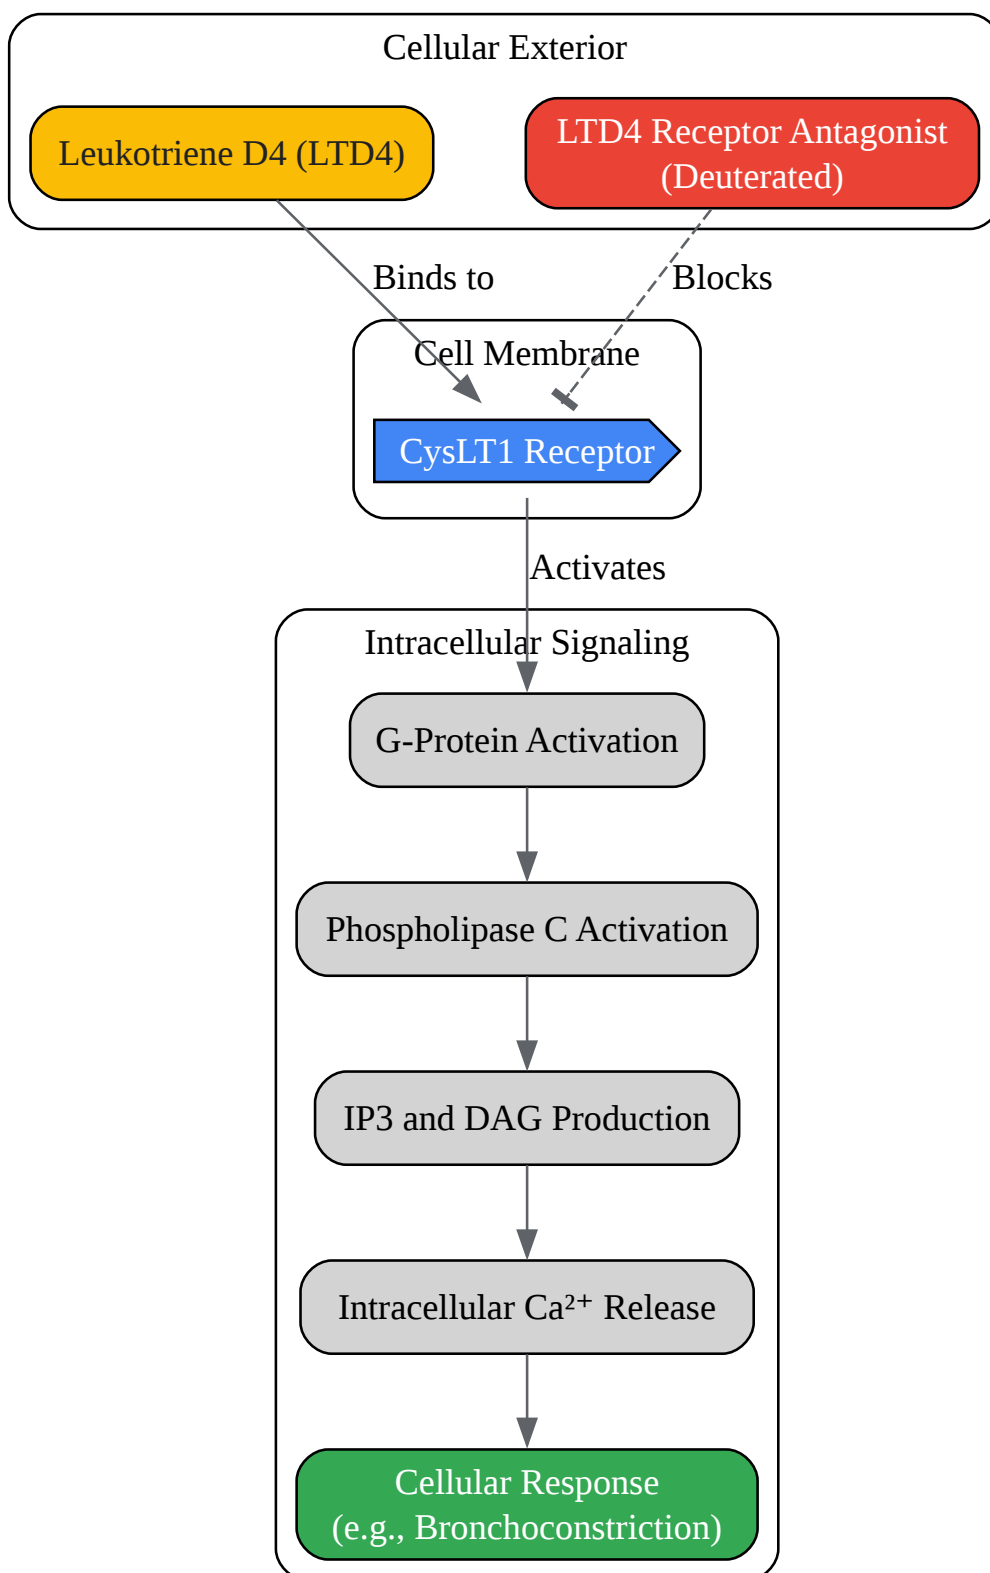 Cellular Exterior
Leukotriene D4 (LTD4)
LTD4 Receptor Antagonist
(Deuterated)
Binds to
Blocks
Cell Membrane
CysLT1 Receptor
Activates
Intracellular Signaling
G-Protein Activation
Phospholipase C Activation
IP3 and DAG Production
Intracellular Ca²⁺ Release
Cellular Response
(e.g., Bronchoconstriction)